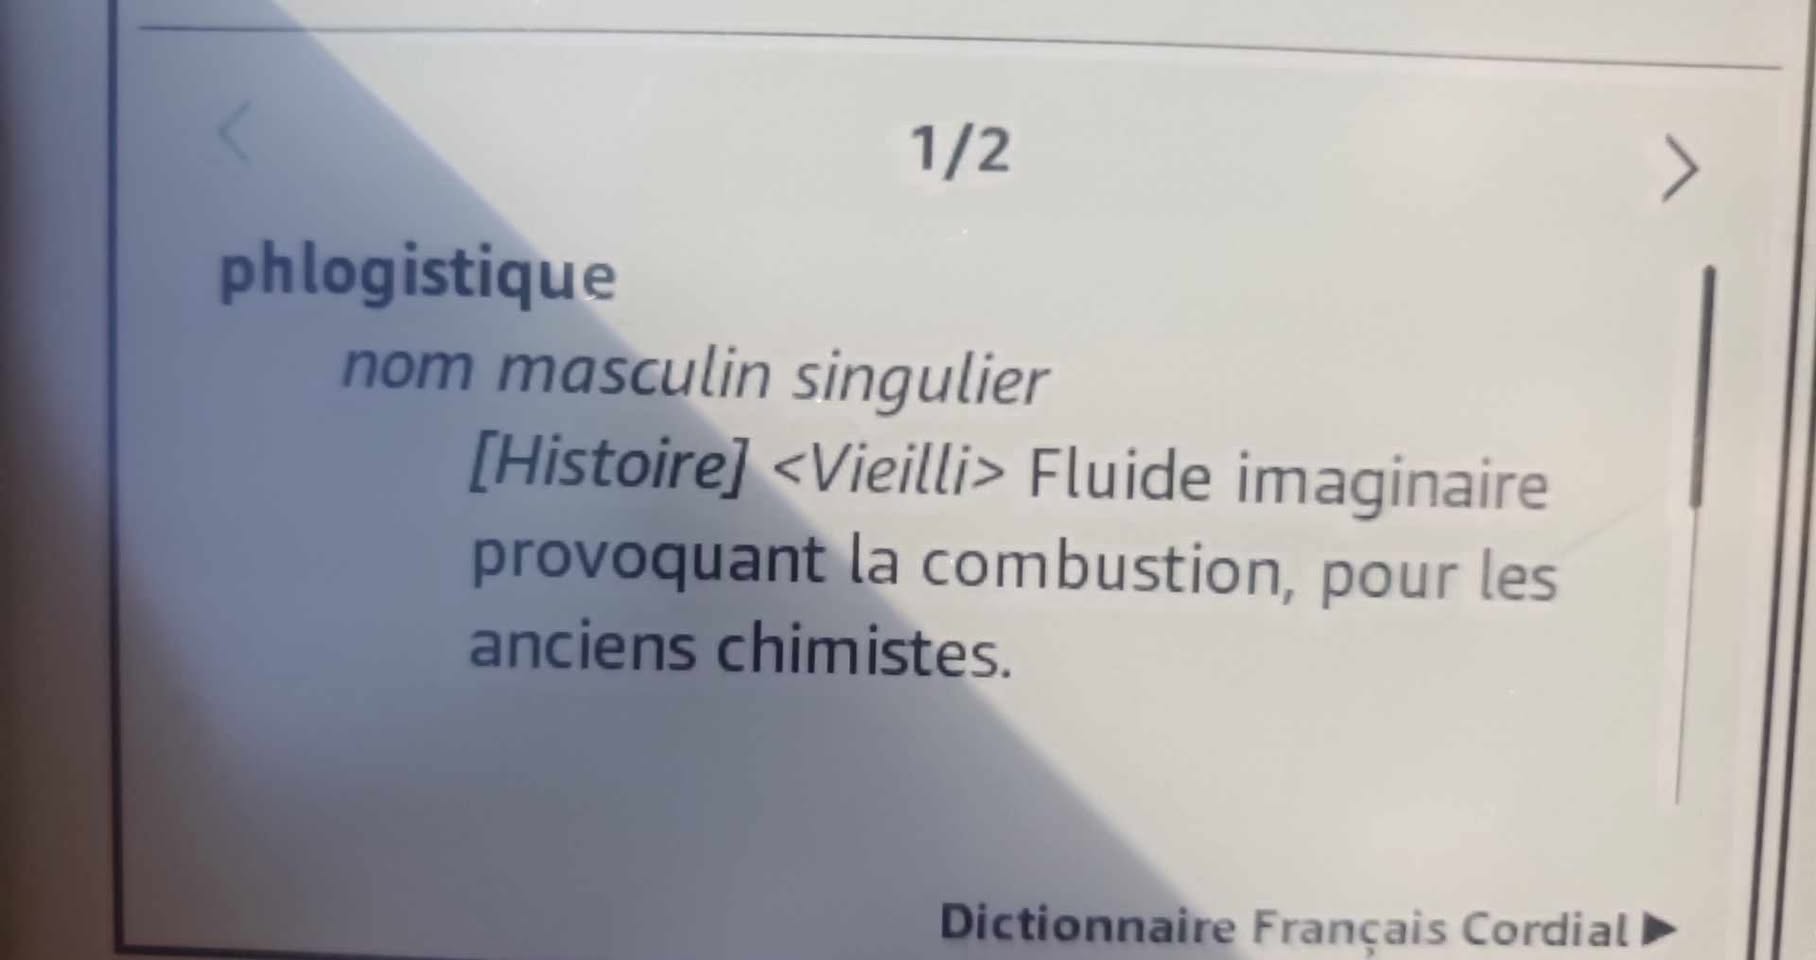 1/2
phlogistique
nom masculin singulier
[Histoire] <Vieilli> Fluide imaginaire
provoquant la combustion, pour les
anciens chimistes.
Dictionnaire Français Cordial